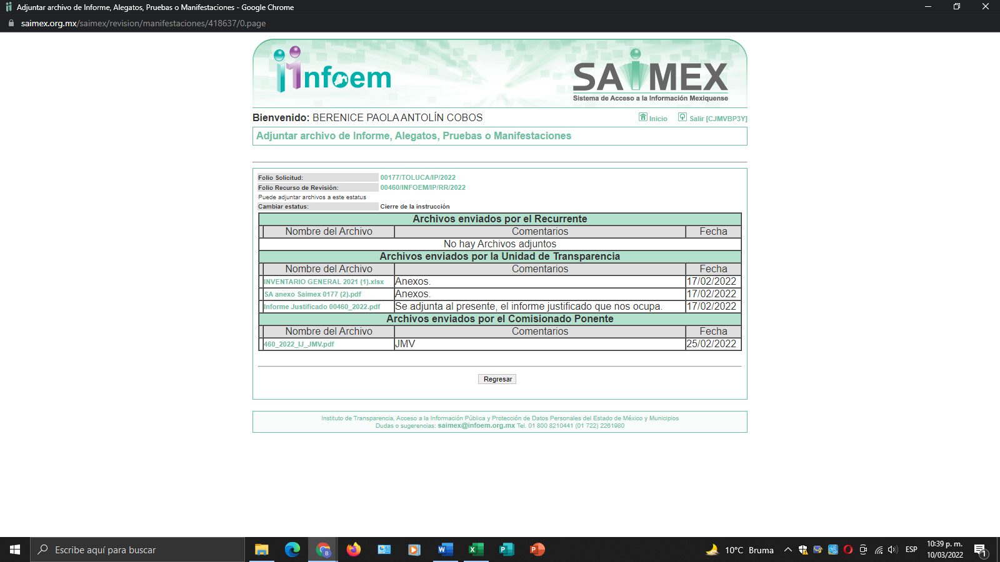 Adjuntar archivo de Informe, Alegatos, Pruebas o Manifestaciones - Google Chrome
saimex.org.mx/saimex/revision/manifestaciones/418637/0.page
infoem
SAIMEX
Sistema de Acceso a la Información Mexiquense
Bienvenido: BERENICE PAOLA ANTOLÍN COBOS
Inicio Salir [CJMVBP3Y]
Adjuntar archivo de Informe, Alegatos, Pruebas o Manifestaciones
Folio Solicitud: 00177/TOLUCA/IP/2022
Folio Recurso de Revisión: 00460/INFOEM/IP/RR/2022
Puede adjuntar archivos a este estatus
Cambiar estatus: Cierre de la instrucción
Archivos enviados por el Recurrente
Nombre del Archivo Comentarios Fecha
No hay Archivos adjuntos
Archivos enviados por la Unidad de Transparencia
Nombre del Archivo Comentarios Fecha
INVENTARIO GENERAL 2021 (1).xlsx Anexos. 17/02/2022
SA anexo Saimex 0177 (2).pdf Anexos. 17/02/2022
Informe Justificado 00460_2022.pdf Se adjunta al presente, el informe justificado que nos ocupa. 17/02/2022
Archivos enviados por el Comisionado Ponente
Nombre del Archivo Comentarios Fecha
460_2022_IJ_JMV.pdf JMV 25/02/2022
Regresar
Instituto de Transparencia, Acceso a la Información Pública y Protección de Datos Personales del Estado de México y Municipios
Dudas o sugerencias: saimex@infoem.org.mx Tel. 01 800 8210441 (01 722) 2261980
Escribe aquí para buscar
10°C Bruma
ESP
10:39 p. m.
10/03/2022
1